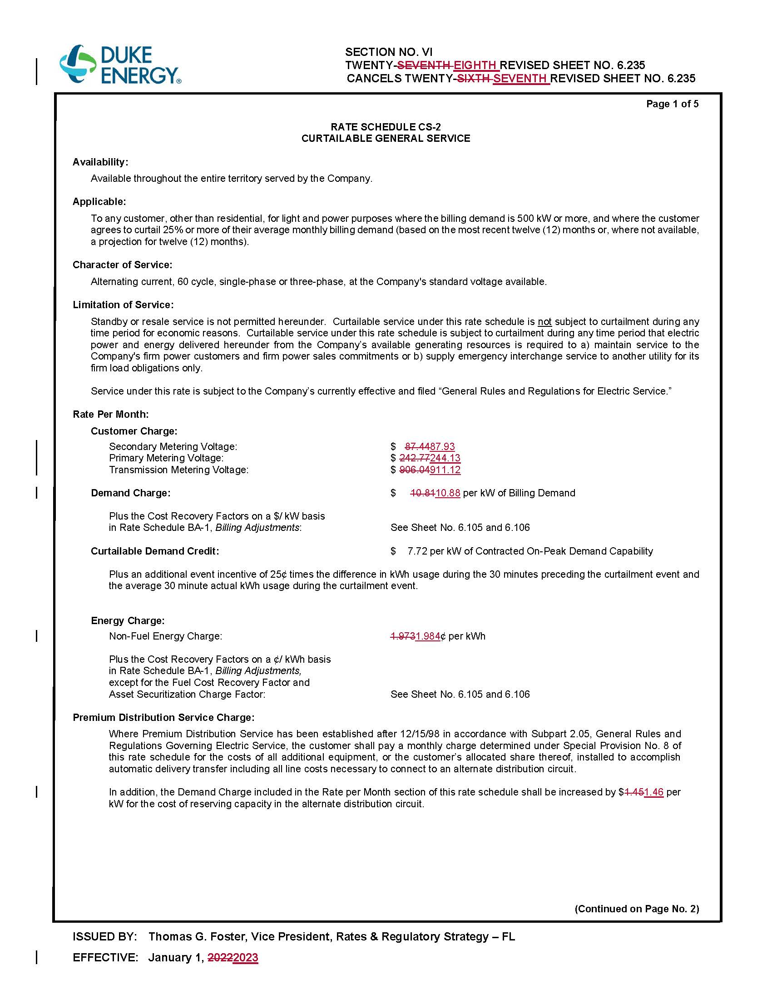 DUKE
ENERGY®
SECTION NO. VI
TWENTY-SEVENTH EIGHTH REVISED SHEET NO. 6.235
CANCELS TWENTY-SIXTH SEVENTH REVISED SHEET NO. 6.235
Page 1 of 5
RATE SCHEDULE CS-2
CURTAILABLE GENERAL SERVICE
Availability:
Available throughout the entire territory served by the Company.
Applicable:
To any customer, other than residential, for light and power purposes where the billing demand is 500 kW or more, and where the customer
agrees to curtail 25% or more of their average monthly billing demand (based on the most recent twelve (12) months or, where not available,
a projection for twelve (12) months).
Character of Service:
Alternating current, 60 cycle, single-phase or three-phase, at the Company's standard voltage available.
Limitation of Service:
Standby or resale service is not permitted hereunder. Curtailable service under this rate schedule is not subject to curtailment during any
time period for economic reasons. Curtailable service under this rate schedule is subject to curtailment during any time period that electric
power and energy delivered hereunder from the Company’s available generating resources is required to a) maintain service to the
Company's firm power customers and firm power sales commitments or b) supply emergency interchange service to another utility for its
firm load obligations only.
Service under this rate is subject to the Company’s currently effective and filed “General Rules and Regulations for Electric Service.”
Rate Per Month:
Customer Charge:
Secondary Metering Voltage: $ 87.4487.93
Primary Metering Voltage: $ 242.77244.13
Transmission Metering Voltage: $ 906.04911.12
Demand Charge: $ 10.8110.88 per kW of Billing Demand
Plus the Cost Recovery Factors on a $/ kW basis
in Rate Schedule BA-1, Billing Adjustments: See Sheet No. 6.105 and 6.106
Curtailable Demand Credit: $ 7.72 per kW of Contracted On-Peak Demand Capability
Plus an additional event incentive of 25¢ times the difference in kWh usage during the 30 minutes preceding the curtailment event and
the average 30 minute actual kWh usage during the curtailment event.
Energy Charge:
Non-Fuel Energy Charge: 1.9731.984¢ per kWh
Plus the Cost Recovery Factors on a ¢/ kWh basis
in Rate Schedule BA-1, Billing Adjustments,
except for the Fuel Cost Recovery Factor and
Asset Securitization Charge Factor: See Sheet No. 6.105 and 6.106
Premium Distribution Service Charge:
Where Premium Distribution Service has been established after 12/15/98 in accordance with Subpart 2.05, General Rules and
Regulations Governing Electric Service, the customer shall pay a monthly charge determined under Special Provision No. 8 of
this rate schedule for the costs of all additional equipment, or the customer’s allocated share thereof, installed to accomplish
automatic delivery transfer including all line costs necessary to connect to an alternate distribution circuit.
In addition, the Demand Charge included in the Rate per Month section of this rate schedule shall be increased by $1.451.46 per
kW for the cost of reserving capacity in the alternate distribution circuit.
(Continued on Page No. 2)
ISSUED BY: Thomas G. Foster, Vice President, Rates & Regulatory Strategy – FL
EFFECTIVE: January 1, 20222023